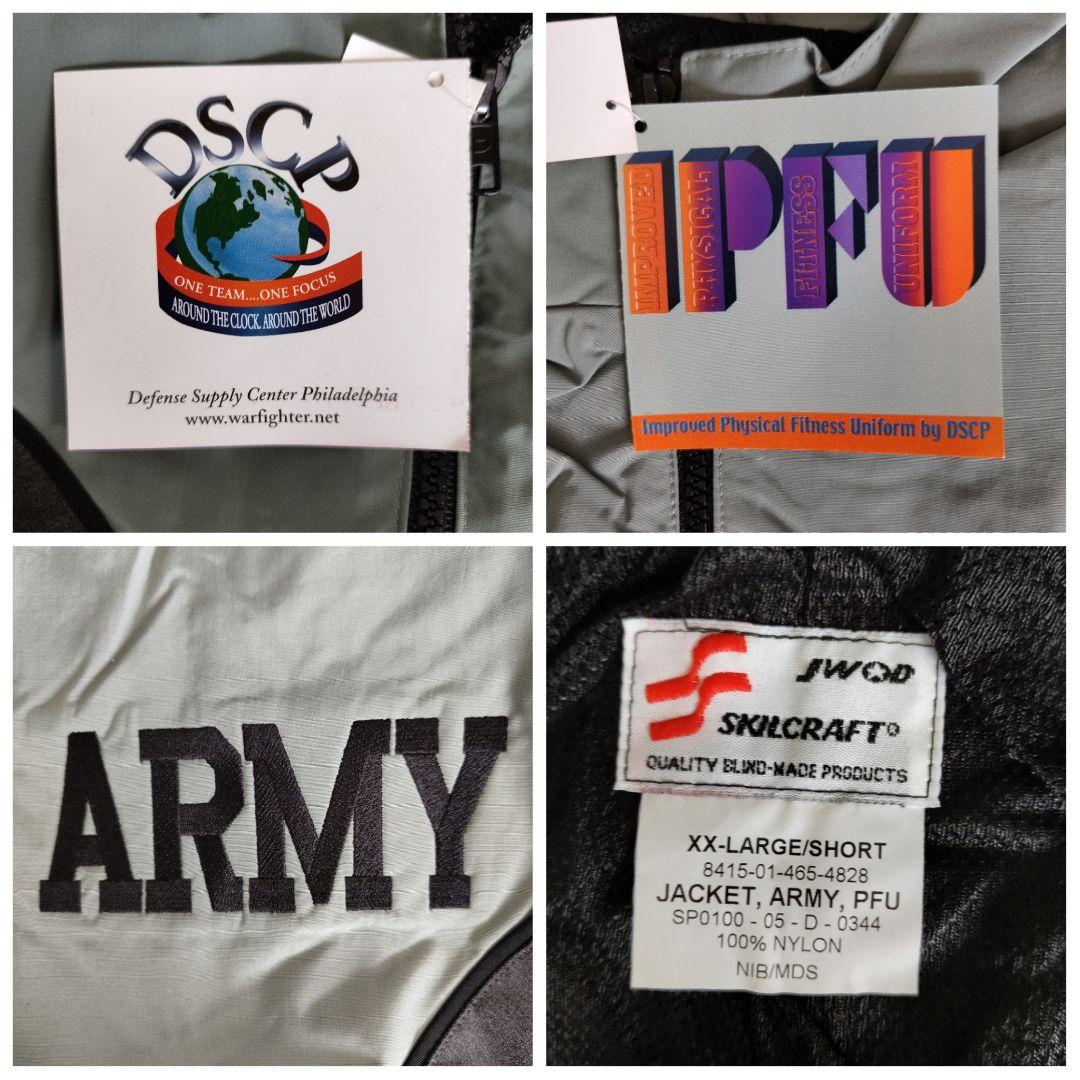 DSCP
ONE TEAM....ONE FOCUS
AROUND THE CLOCK. AROUND THE WORLD
Defense Supply Center Philadelphia
www.warfighter.net
IPFU
IMPROVED
PHYSICAL
FITNESS
UNIFORM
Improved Physical Fitness Uniform by DSCP
ARMY
JWOD
SKILCRAFT®
QUALITY BLIND-MADE PRODUCTS
XX-LARGE/SHORT
8415-01-465-4828
JACKET, ARMY, PFU
SP0100 - 05 - D - 0344
100% NYLON
NIB/MDS